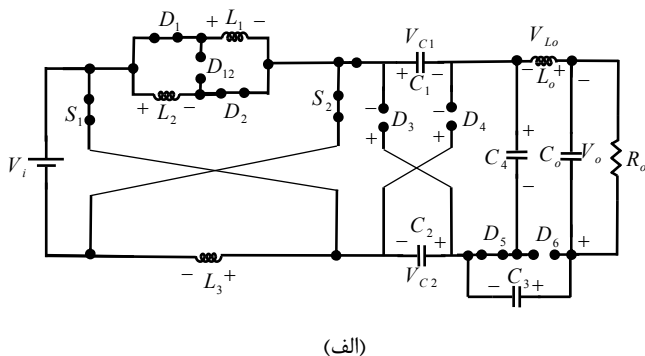 D1 + L1 −
D12
+ L2 − D2
S1
S2
Vi
− L3 +
VC1
+ − C1
− D3 +
− D4 +
C2
− +
VC2
VLo
− Lo +
+ C4 −
− Co Vo +
Ro
D5 D6
− C3 +
(الف)